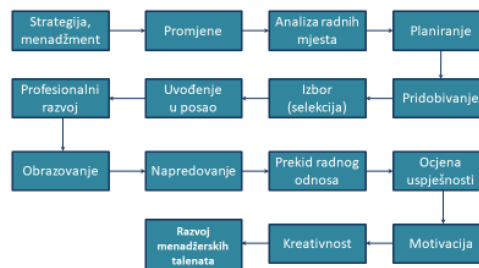 Strategija,
menadžment
Promjene
Analiza radnih
mjesta
Planiranje
Profesionalni
razvoj
Uvođenje
u posao
Izbor
(selekcija)
Pridobivanje
Obrazovanje
Napredovanje
Prekid radnog
odnosa
Ocjena
uspješnosti
Razvoj
menadžerskih
talenata
Kreativnost
Motivacija